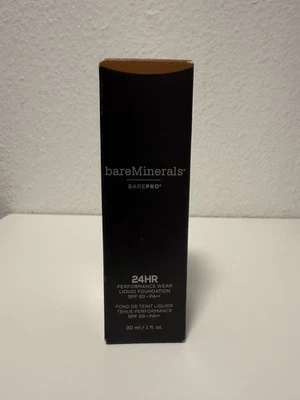 bareMinerals®
BAREPRO®
24HR
PERFORMANCE WEAR
LIQUID FOUNDATION
SPF 20 • PA++
FOND DE TEINT LIQUIDE
TENUE PERFORMANCE
SPF 20 • PA++
30 ml / 1 fl. oz.